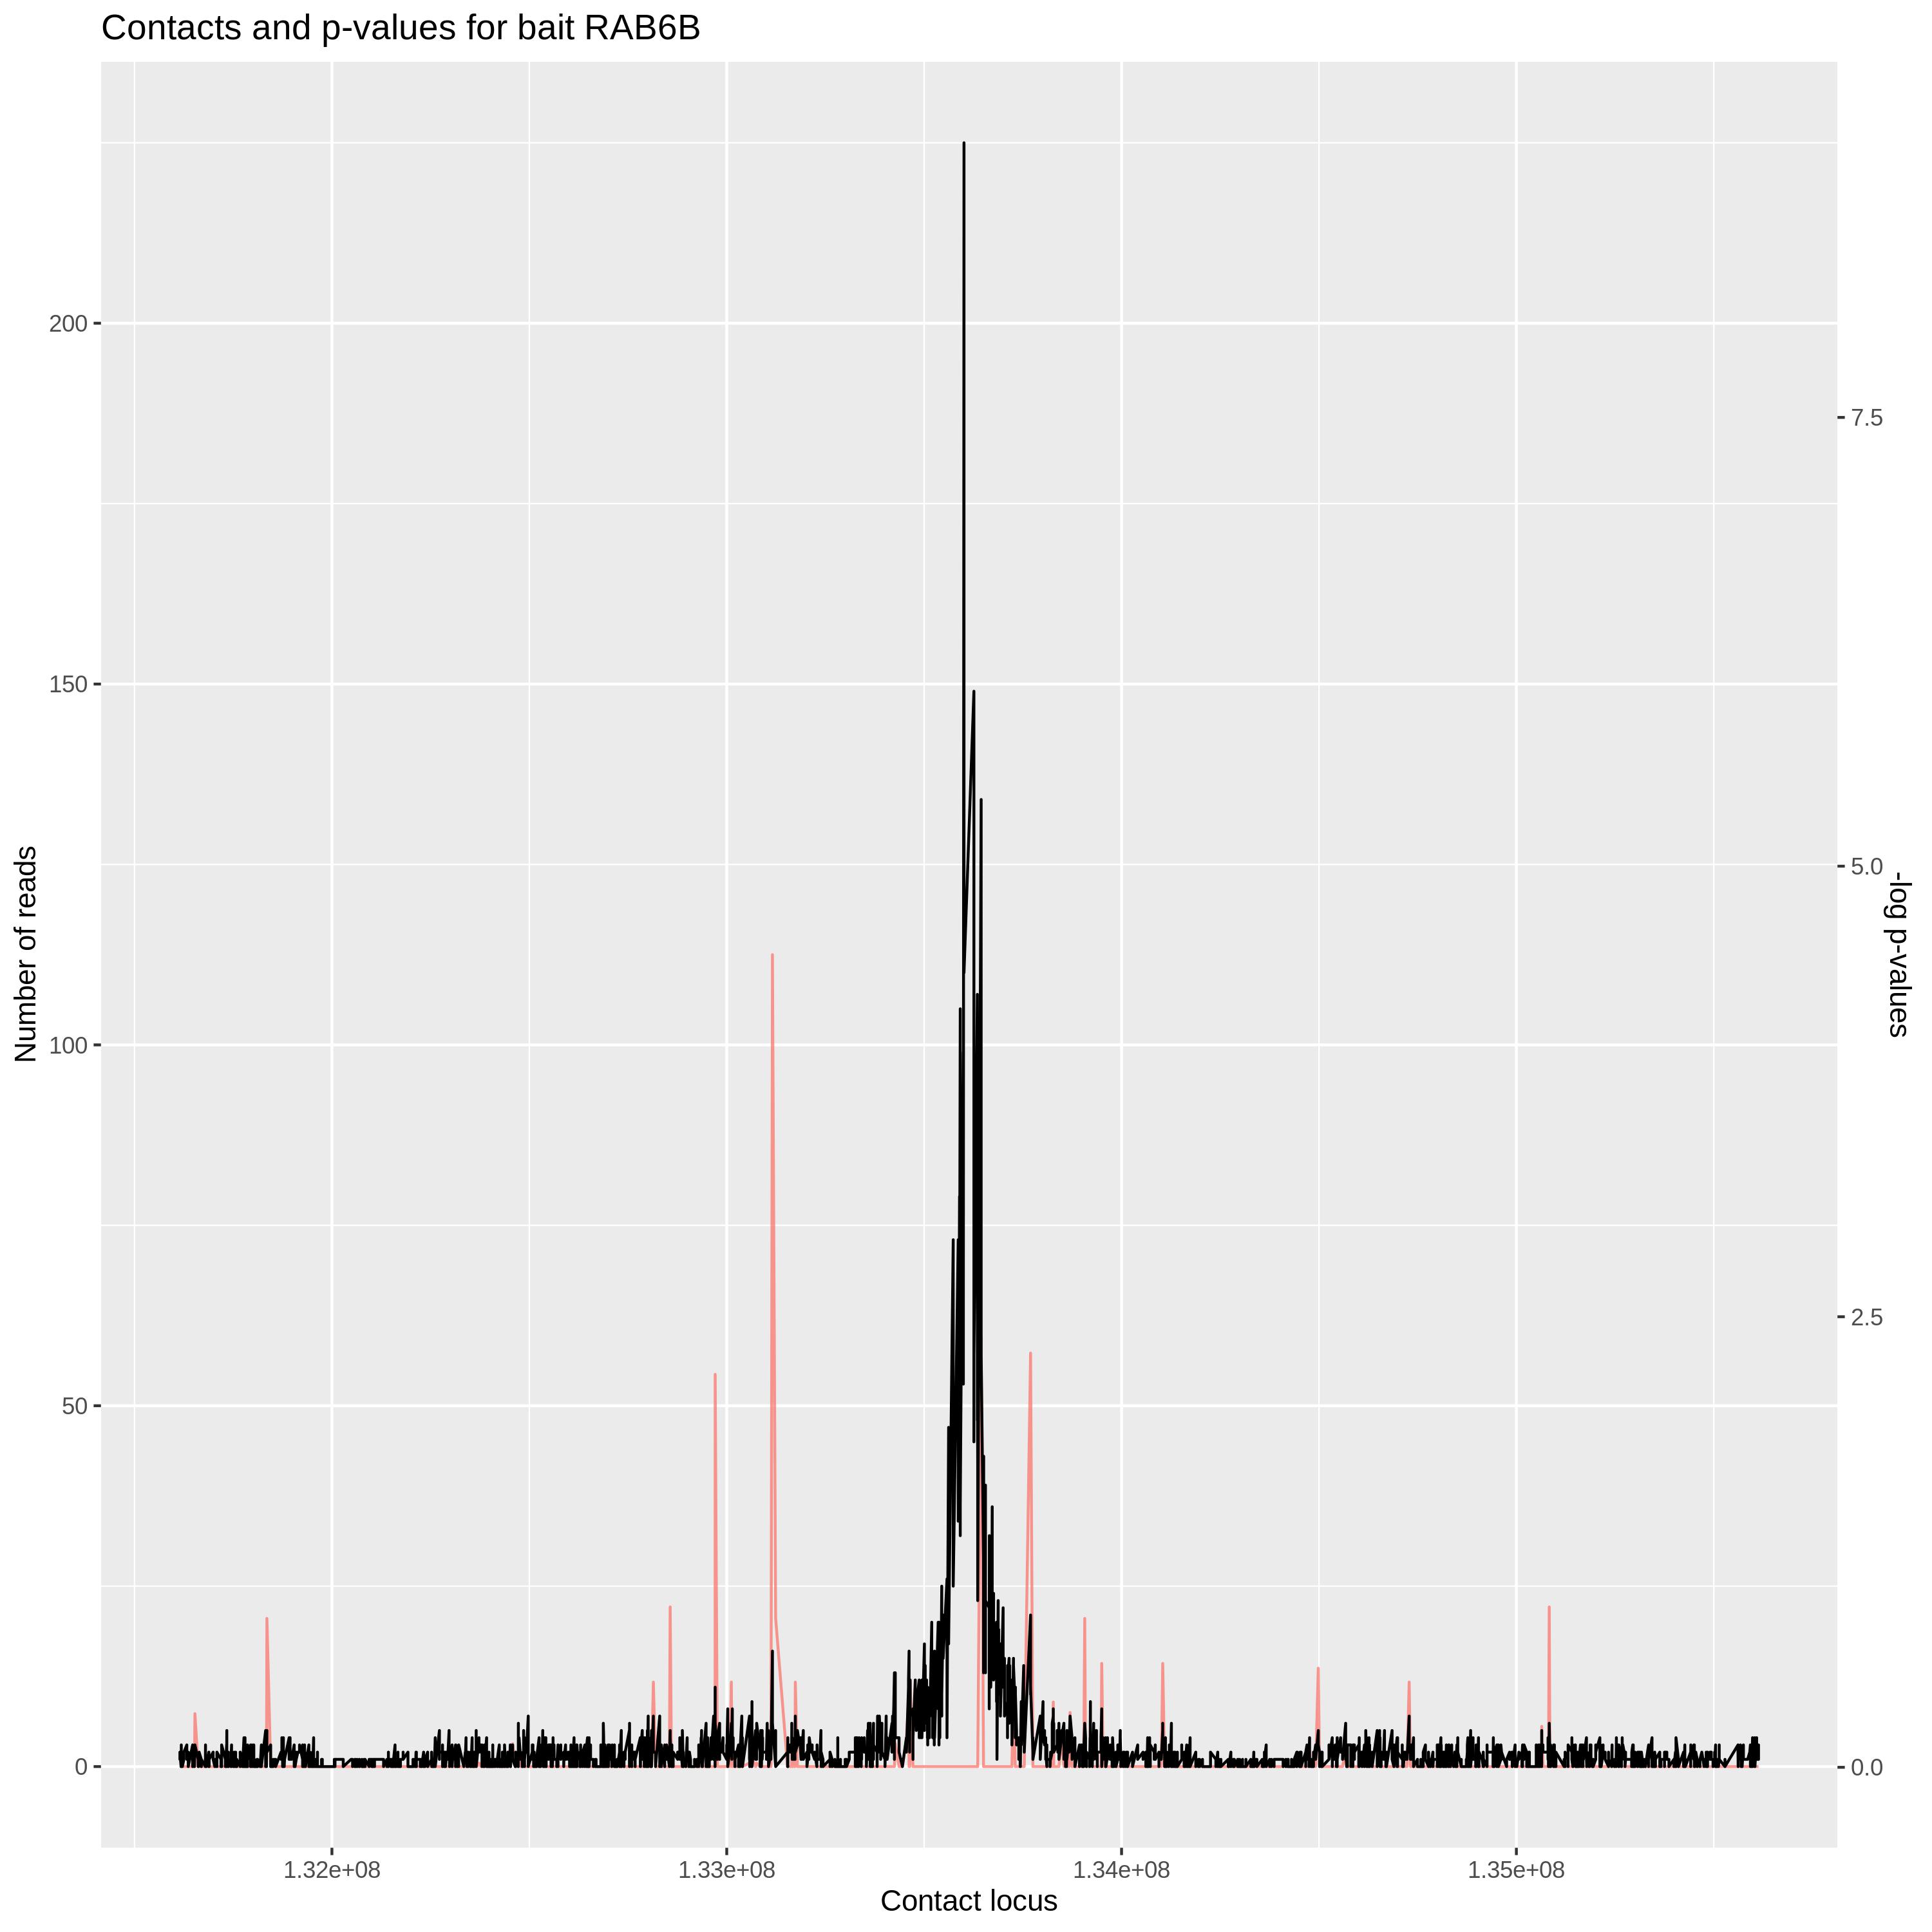 Contacts and p-values for bait RAB6B
Number of reads
200
150
100
50
0
7.5
5.0
2.5
0.0
-log p-values
1.32e+08
1.33e+08
1.34e+08
1.35e+08
Contact locus